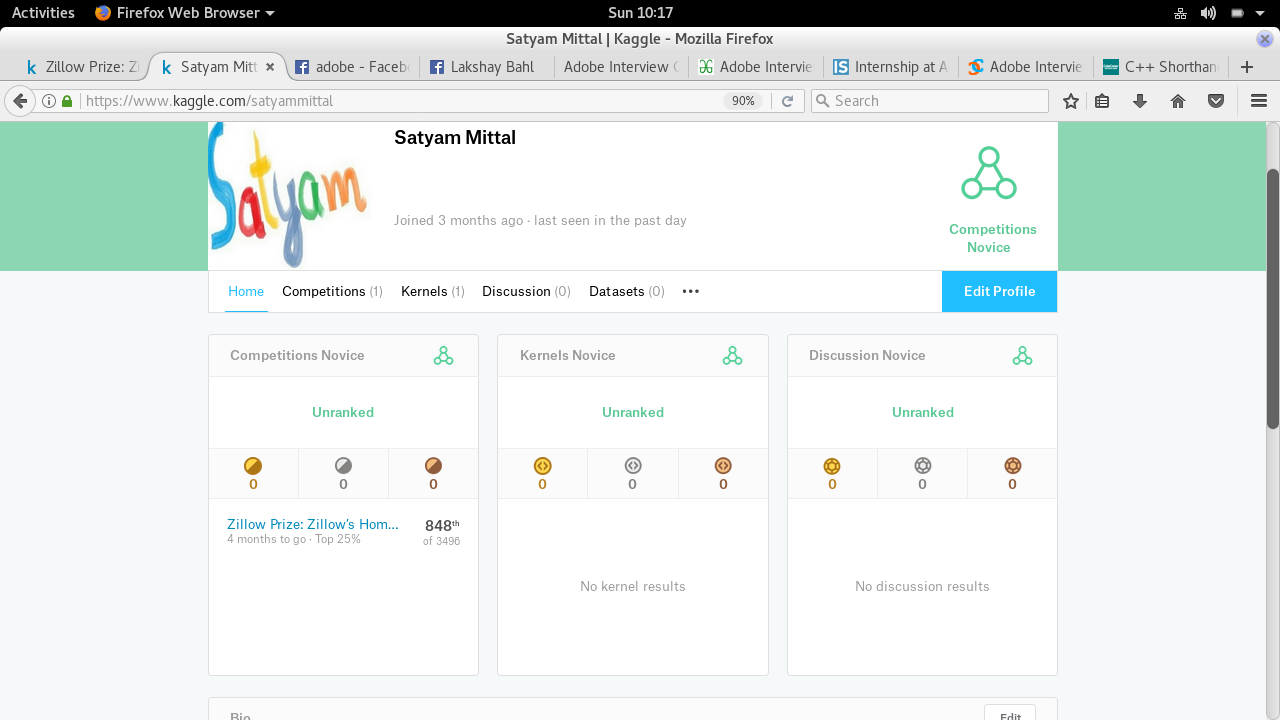 Activities Firefox Web Browser Sun 10:17
Satyam Mittal | Kaggle - Mozilla Firefox
Zillow Prize: Z Satyam Mitt adobe - Faceb Lakshay Bahl Adobe Interview Adobe Intervie Internship at A Adobe Intervie C++ Shorthan
https://www.kaggle.com/satyammittal 90% Search
Satyam
Satyam Mittal
Joined 3 months ago · last seen in the past day
Competitions
Novice
Home Competitions (1) Kernels (1) Discussion (0) Datasets (0) ••• Edit Profile
Competitions Novice Kernels Novice Discussion Novice
Unranked Unranked Unranked
0 0 0 0 0 0 0 0 0
Zillow Prize: Zillow's Hom... 848th
4 months to go · Top 25% of 3496
No kernel results No discussion results
Bio Edit